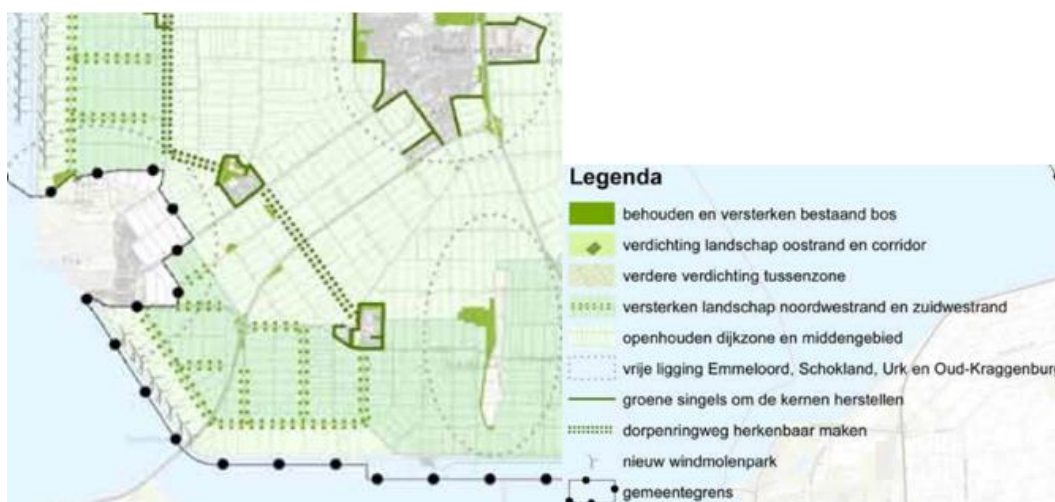 Legenda
behouden en versterken bestaand bos
verdichting landschap oostrand en corridor
verdere verdichting tussenzone
versterken landschap noordwestrand en zuidwestrand
openhouden dijkzone en middengebied
vrije ligging Emmeloord, Schokland, Urk en Oud-Kraggenburg
groene singels om de kernen herstellen
dorpenringweg herkenbaar maken
nieuw windmolenpark
gemeentegrens